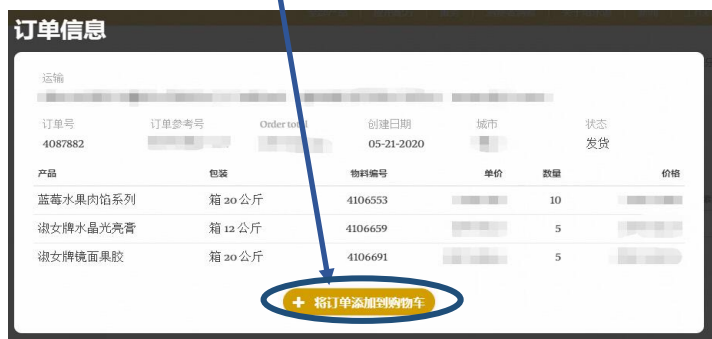 订单信息
运输
订单号 订单参考号 Order total 创建日期 城市 状态
4087882 05-21-2020 发货
产品 包装 物料编号 单价 数量 价格
蓝莓水果肉馅系列 箱 20 公斤 4106553 10
淑女牌水晶光亮膏 箱 12 公斤 4106659 5
淑女牌镜面果胶 箱 20 公斤 4106691 5
+ 将订单添加到购物车